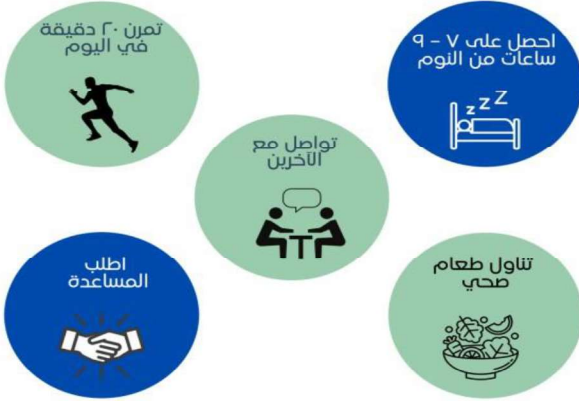 احصل على ٧ – ٩
ساعات من النوم
z z Z
تمرن ٢٠ دقيقة
في اليوم
تواصل مع
الآخرين
تناول طعام
صحي
اطلب
المساعدة